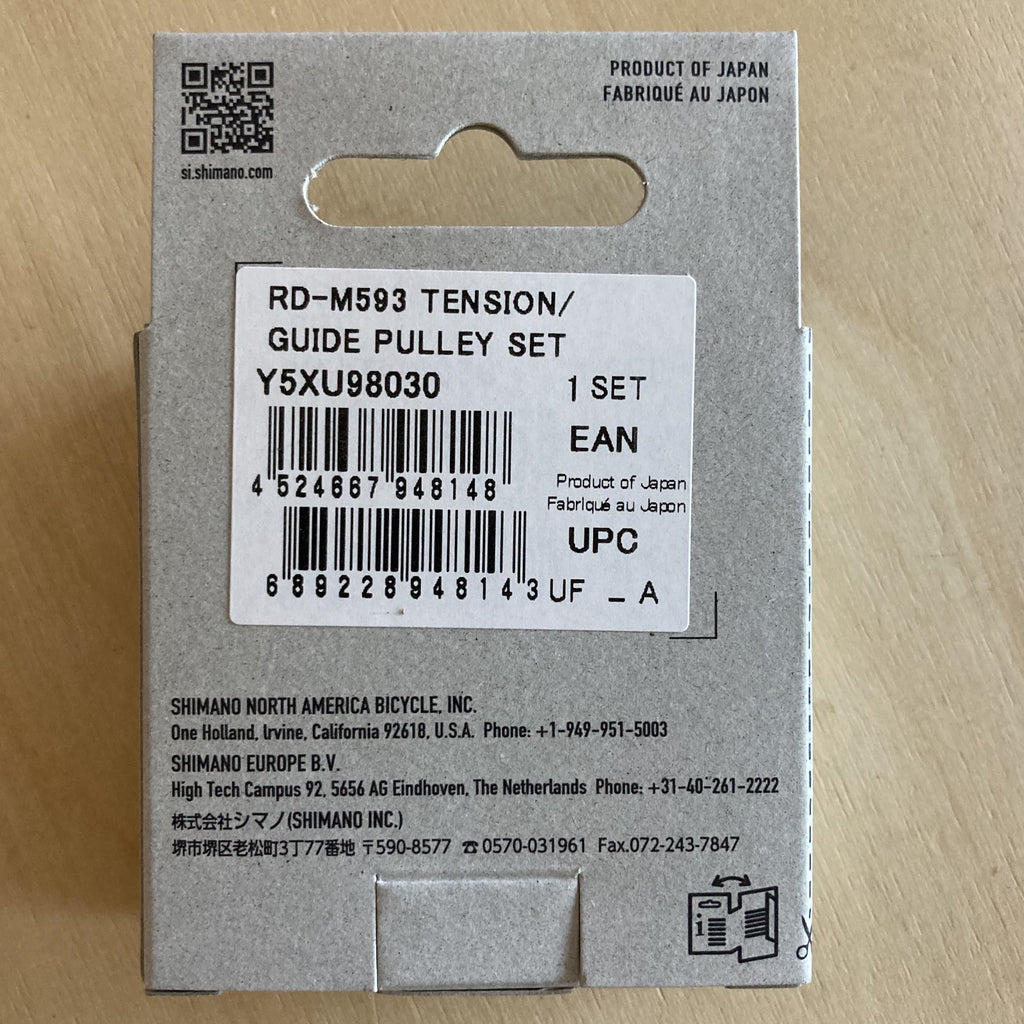 PRODUCT OF JAPAN
FABRIQUÉ AU JAPON
si.shimano.com
RD-M593 TENSION/
GUIDE PULLEY SET
Y5XU98030
1 SET
EAN
4 524667 948148
Product of Japan
Fabriqué au Japon
UPC
689228948143 UF _ A
SHIMANO NORTH AMERICA BICYCLE, INC.
One Holland, Irvine, California 92618, U.S.A. Phone: +1-949-951-5003
SHIMANO EUROPE B.V.
High Tech Campus 92, 5656 AG Eindhoven, The Netherlands Phone: +31-40-261-2222
株式会社シマノ(SHIMANO INC.)
堺市堺区老松町3丁77番地 〒590-8577 ☎0570-031961 Fax.072-243-7847
i